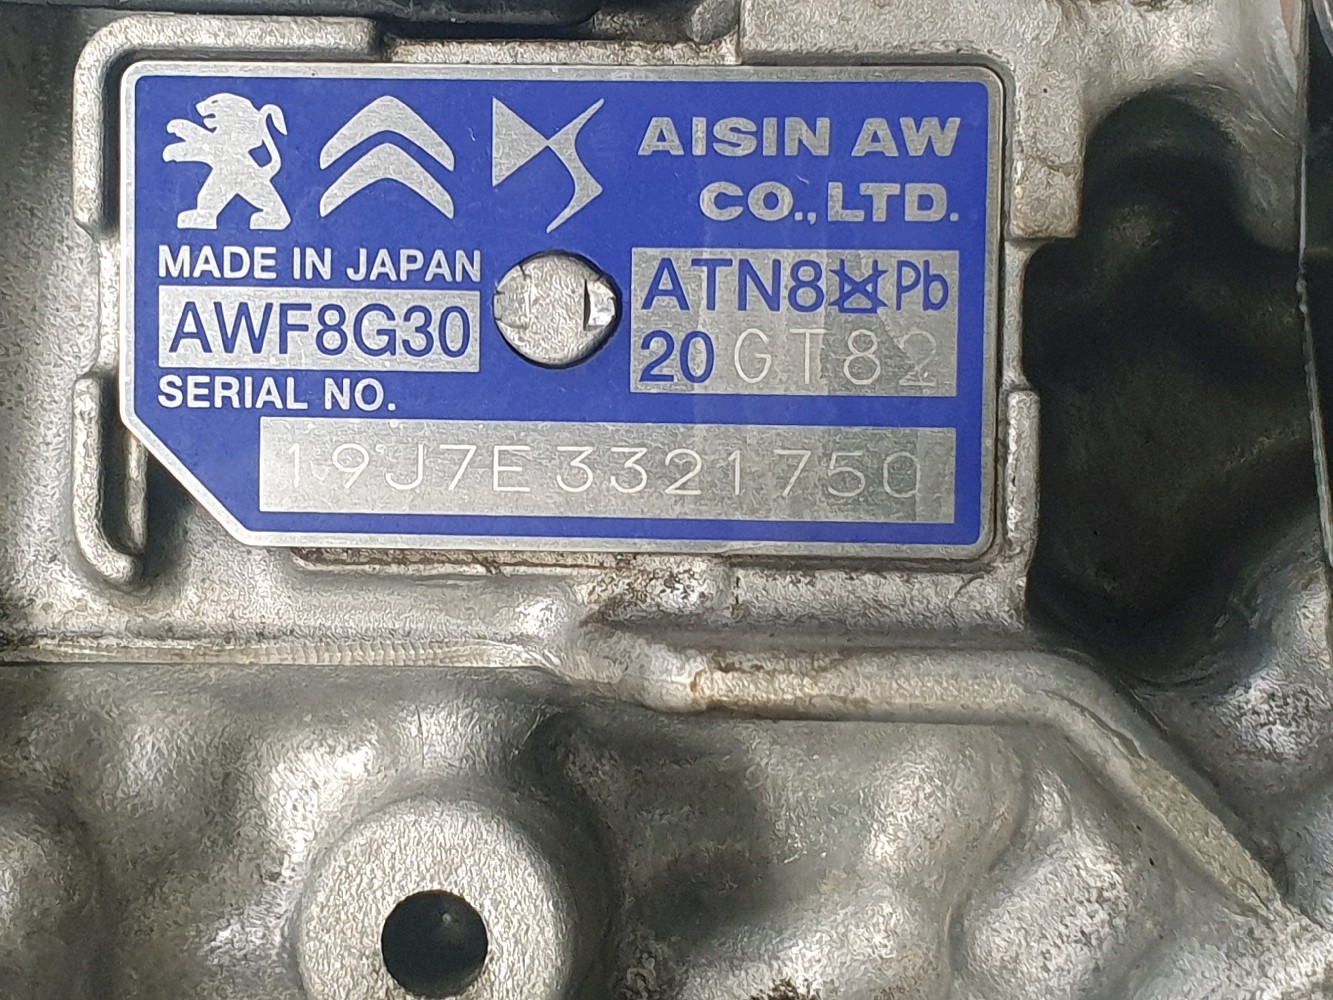 AISIN AW
CO.,LTD.
MADE IN JAPAN
AWF8G30
ATN8 Pb
20 GT82
SERIAL NO.
19J7E3321750